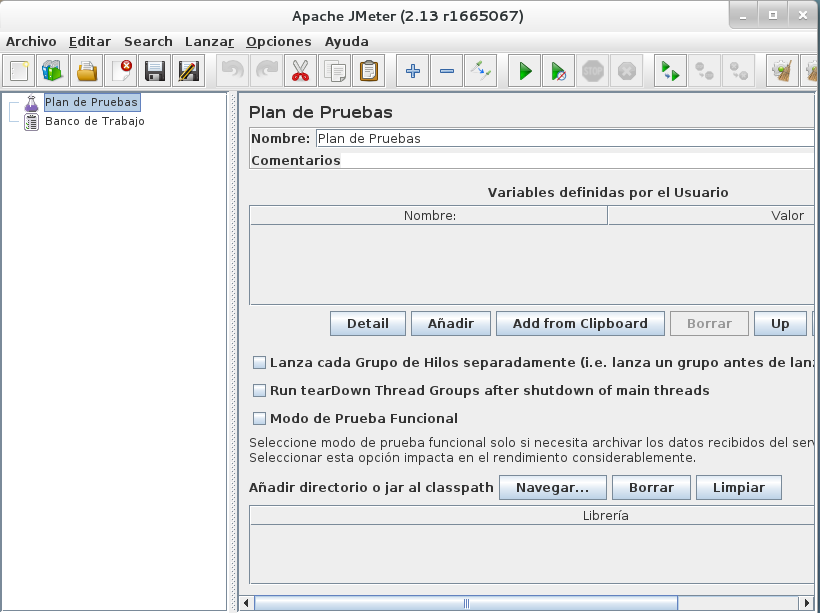 Apache JMeter (2.13 r1665067)
Archivo Editar Search Lanzar Opciones Ayuda
STOP
Plan de Pruebas
Banco de Trabajo
Plan de Pruebas
Nombre: Plan de Pruebas
Comentarios
Variables definidas por el Usuario
Nombre: Valor
Detail Añadir Add from Clipboard Borrar Up
Lanza cada Grupo de Hilos separadamente (i.e. lanza un grupo antes de
Run tearDown Thread Groups after shutdown of main threads
Modo de Prueba Funcional
Seleccione modo de prueba funcional solo si necesita archivar los datos recibidos del
Seleccionar esta opción impacta en el rendimiento considerablemente.
Añadir directorio o jar al classpath Navegar... Borrar Limpiar
Librería